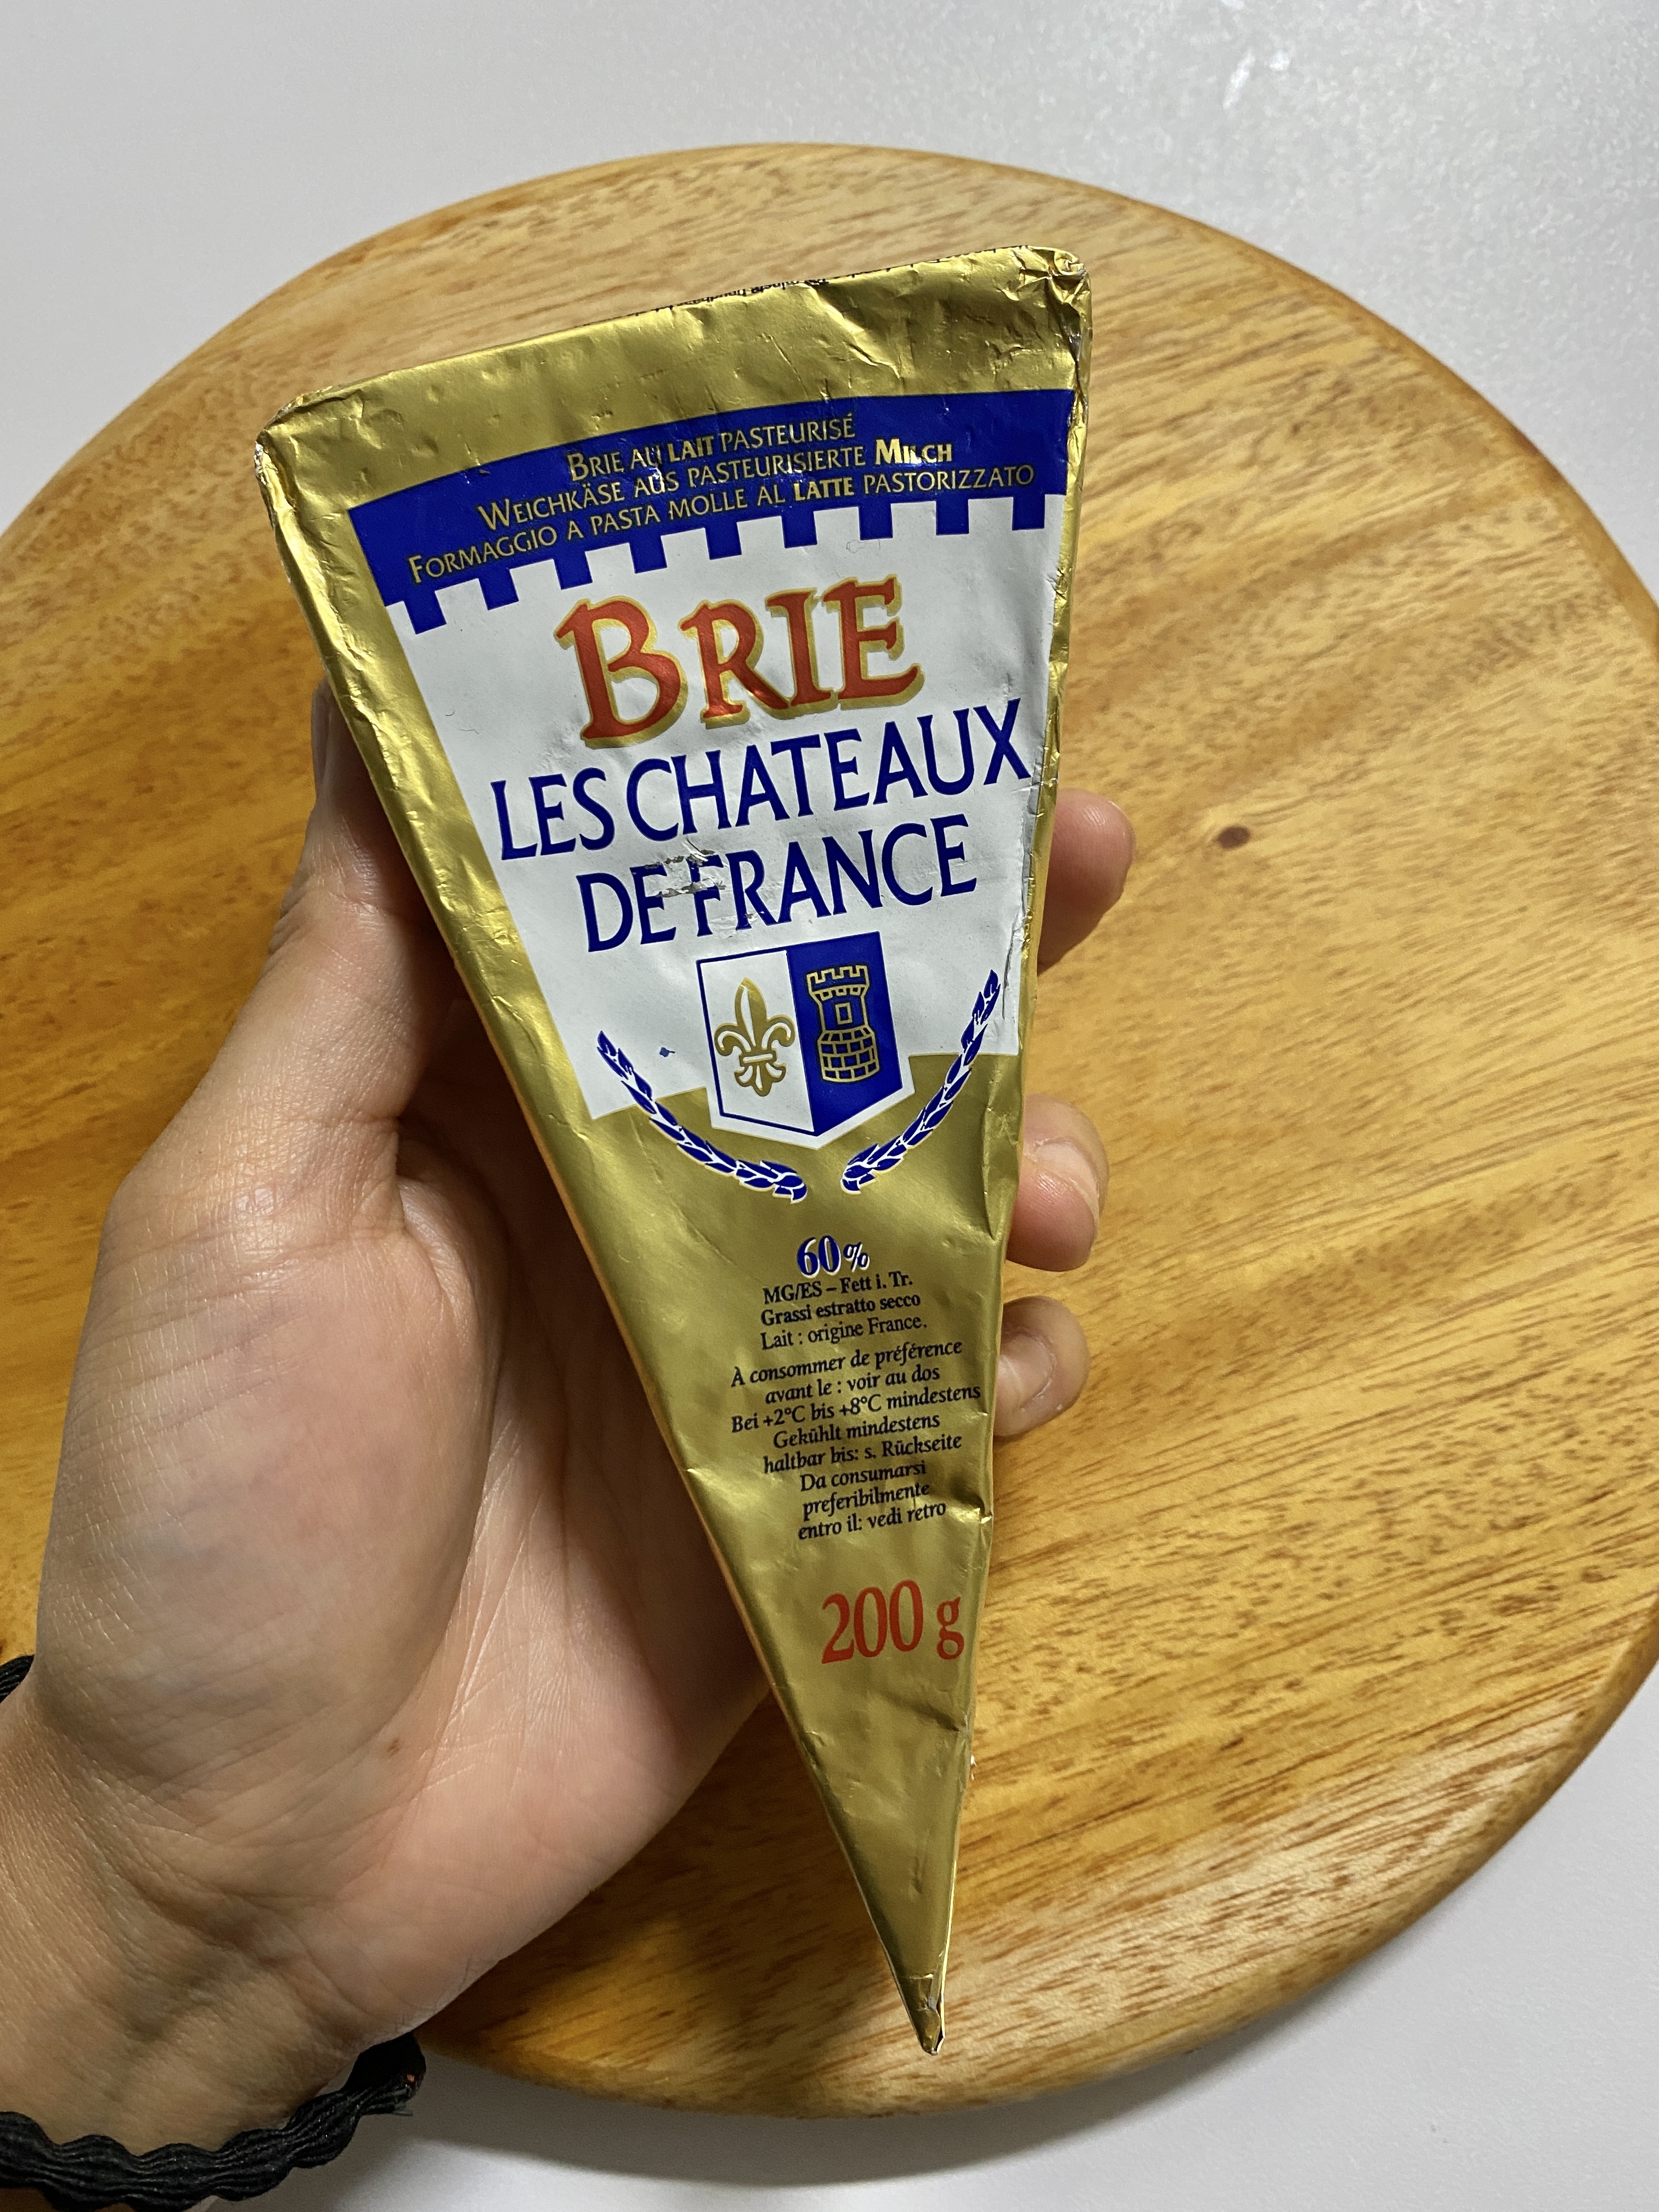 BRIE AU LAIT PASTEURISÉ
WEICHKÄSE AUS PASTEURISIERTE MILCH
FORMAGGIO A PASTA MOLLE AL LATTE PASTORIZZATO
BRIE
LES CHATEAUX
DE FRANCE
60%
MG/ES – Fett i. Tr.
Grassi estratto secco
Lait : origine France.
À consommer de préférence
avant le : voir au dos
Bei +2°C bis +8°C mindestens
Gekühlt mindestens
haltbar bis: s. Rückseite
Da consumarsi
preferibilmente
entro il: vedi retro
200 g